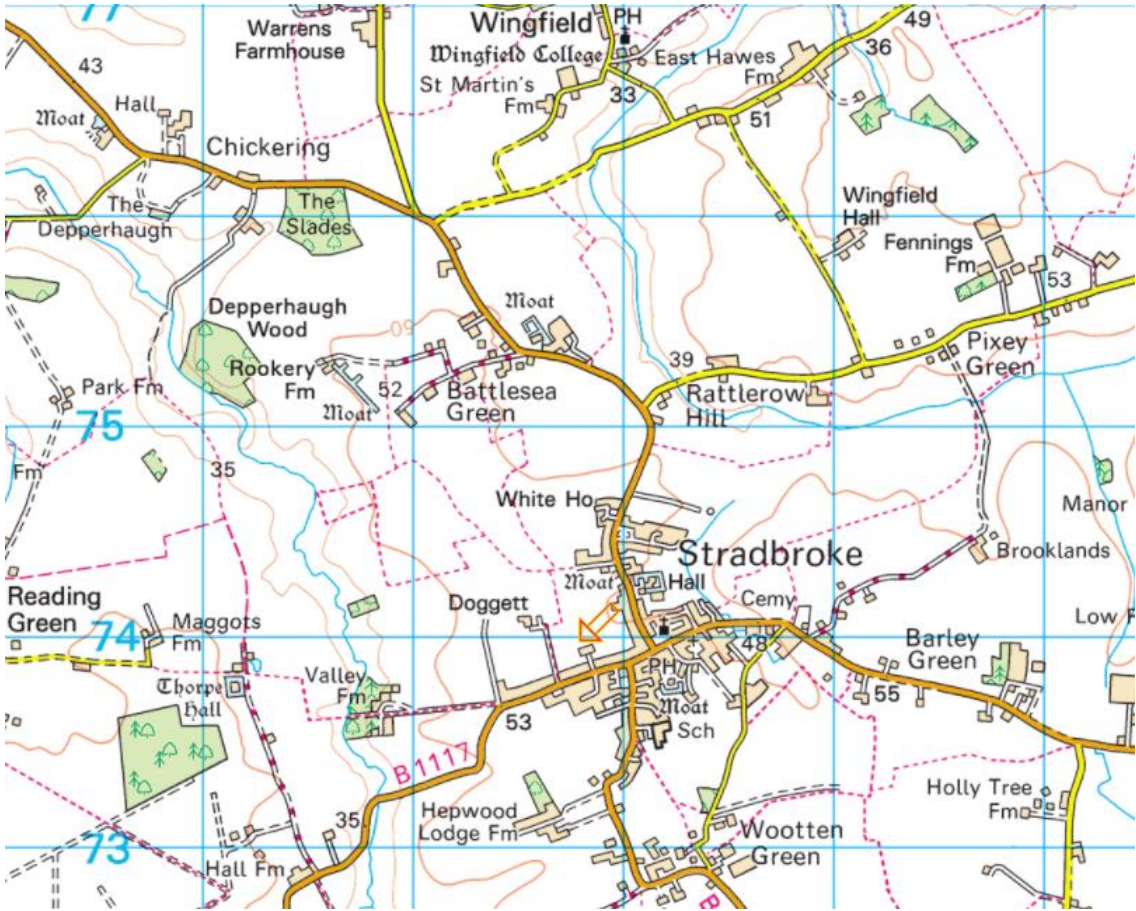 77
Warrens
Farmhouse
Wingfield
PH
49
Wingfield College
East Hawes
Fm
36
St Martin's
Fm
33
51
43
Hall
Moat
Chickering
The
Depperhaugh
The
Slades
Wingfield
Hall
Fennings
Fm
53
Depperhaugh
Wood
60
Moat
Rookery
Fm
52
Moat
Battlesea
Green
39
Rattlerow
Hill
Pixey
Green
Park Fm
75
Fm
35
White Ho
Manor
Stradbroke
Brooklands
Moat
Hall
Cemy
Reading
Green
74
Maggots
Fm
Doggett
48
Barley
Green
Low F
Thorpe
Hall
Valley
Fm
PH
Moat
Sch
53
55
B 1117
35
Hepwood
Lodge Fm
Holly Tree
Fm
73
Hall Fm
Wootten
Green
B